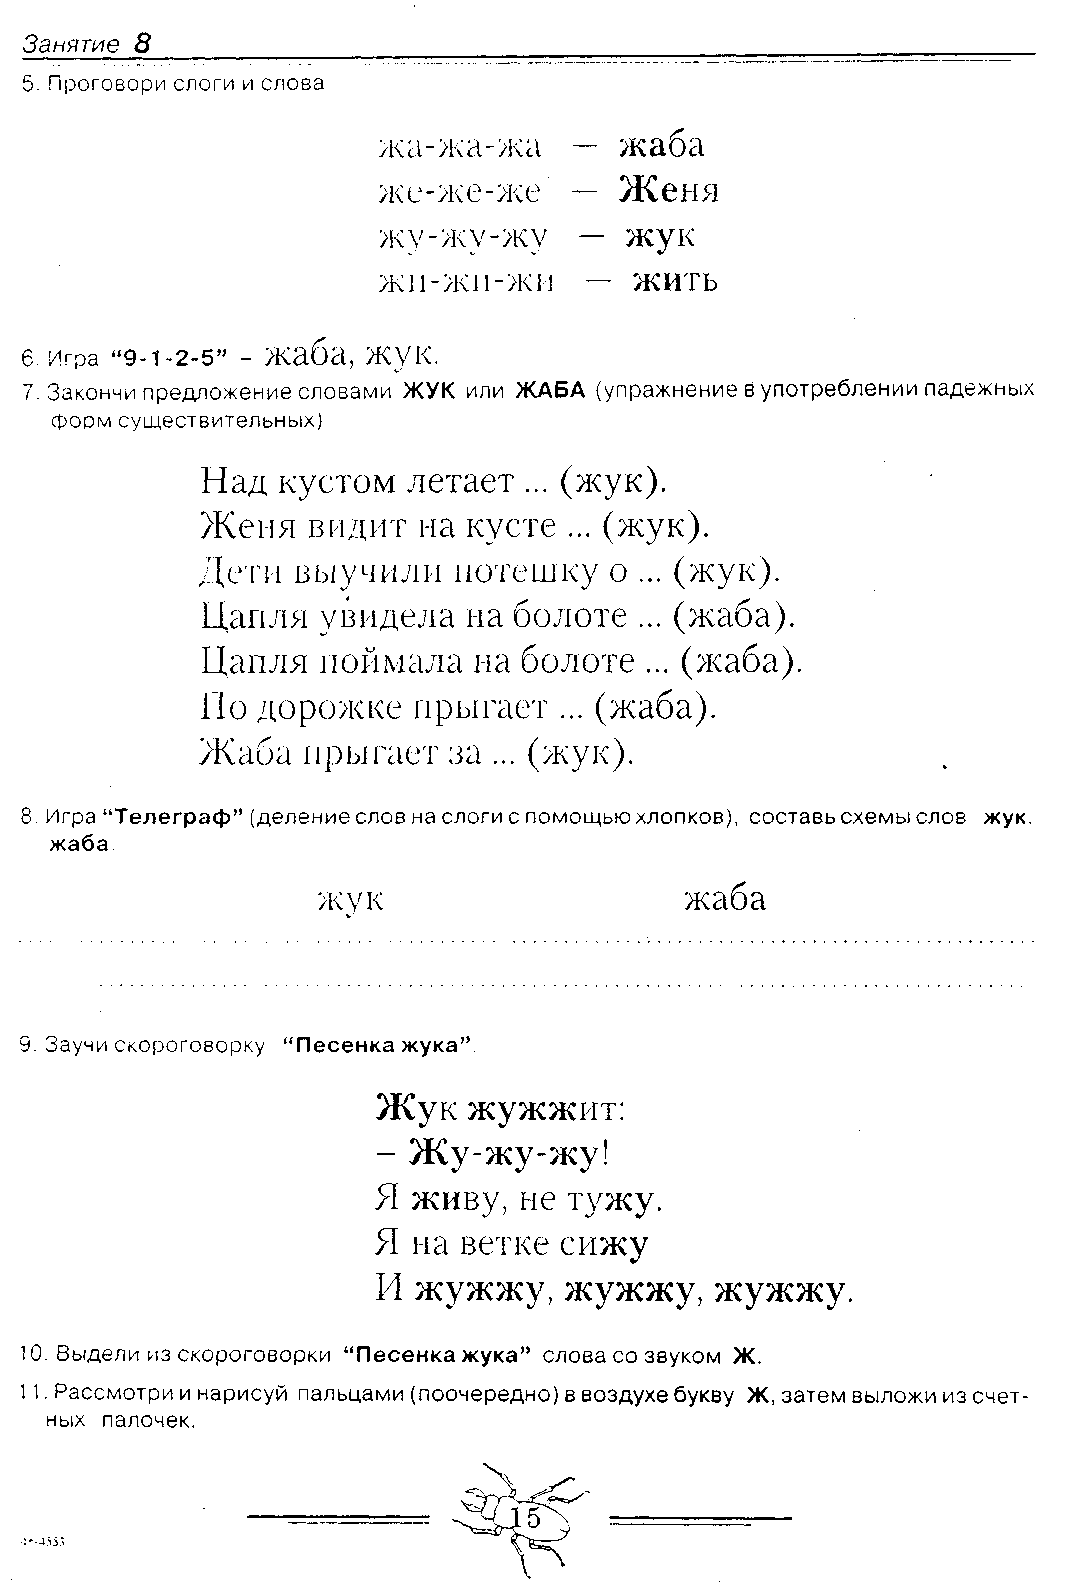 Занятие 8
5. Проговори слоги и слова
жа-жа-жа — жаба
же-же-же — Женя
жу-жу-жу — жук
жи-жи-жи — жить
6. Игра "9-1-2-5" - жаба, жук.
7. Закончи предложение словами ЖУК или ЖАБА (упражнение в употреблении падежных
форм существительных)
Над кустом летает ... (жук).
Женя видит на кусте ... (жук).
Дети выучили потешку о ... (жук).
Цапля увидела на болоте ... (жаба).
Цапля поймала на болоте ... (жаба).
По дорожке прыгает ... (жаба).
Жаба прыгает за ... (жук).
8. Игра "Телеграф" (деление слов на слоги с помощью хлопков), составь схемы слов жук,
жаба.
жук жаба
9. Заучи скороговорку "Песенка жука".
Жук жужжит:
– Жу-жу-жу!
Я живу, не тужу.
Я на ветке сижу
И жужжу, жужжу, жужжу.
10. Выдели из скороговорки "Песенка жука" слова со звуком Ж.
11. Рассмотри и нарисуй пальцами (поочередно) в воздухе букву Ж, затем выложи из счет-
ных палочек.
15